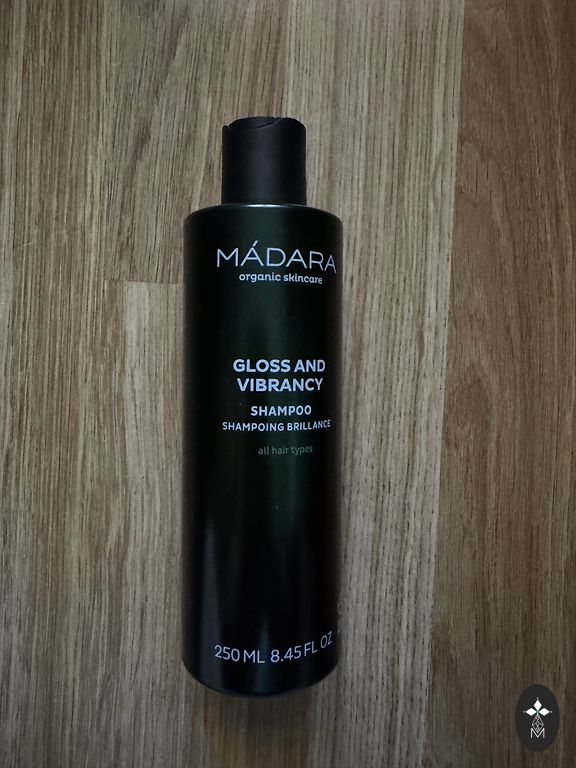 MÁDARA
organic skincare
GLOSS AND
VIBRANCY
SHAMPOO
SHAMPOING BRILLANCE
all hair types
250 ML 8.45 FL OZ
M